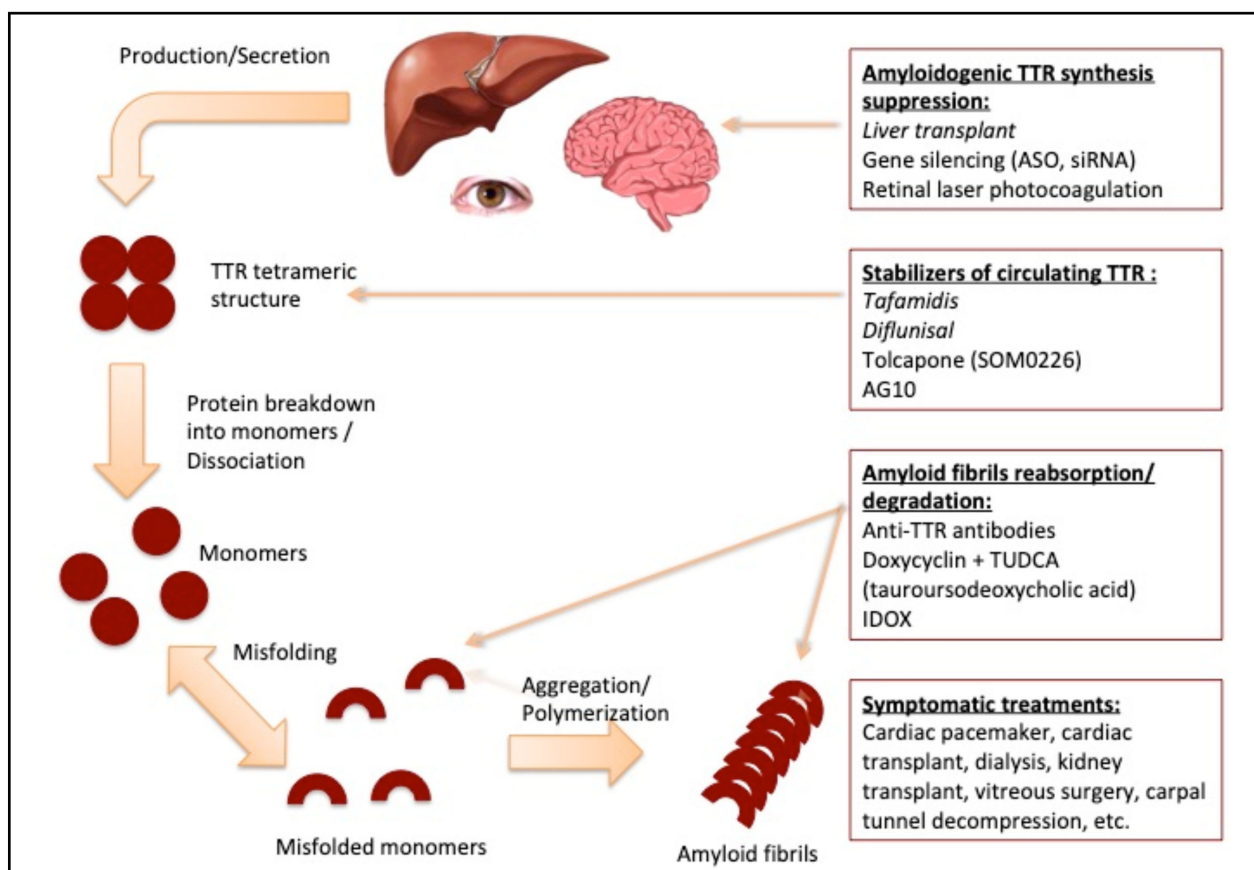 Production/Secretion
Amyloidogenic TTR synthesis
suppression:
Liver transplant
Gene silencing (ASO, siRNA)
Retinal laser photocoagulation
TTR tetrameric
structure
Stabilizers of circulating TTR :
Tafamidis
Diflunisal
Tolcapone (SOM0226)
AG10
Protein breakdown
into monomers /
Dissociation
Monomers
Amyloid fibrils reabsorption/
degradation:
Anti-TTR antibodies
Doxycyclin + TUDCA
(tauroursodeoxycholic acid)
IDOX
Misfolding
Aggregation/
Polymerization
Symptomatic treatments:
Cardiac pacemaker, cardiac
transplant, dialysis, kidney
transplant, vitreous surgery, carpal
tunnel decompression, etc.
Misfolded monomers
Amyloid fibrils